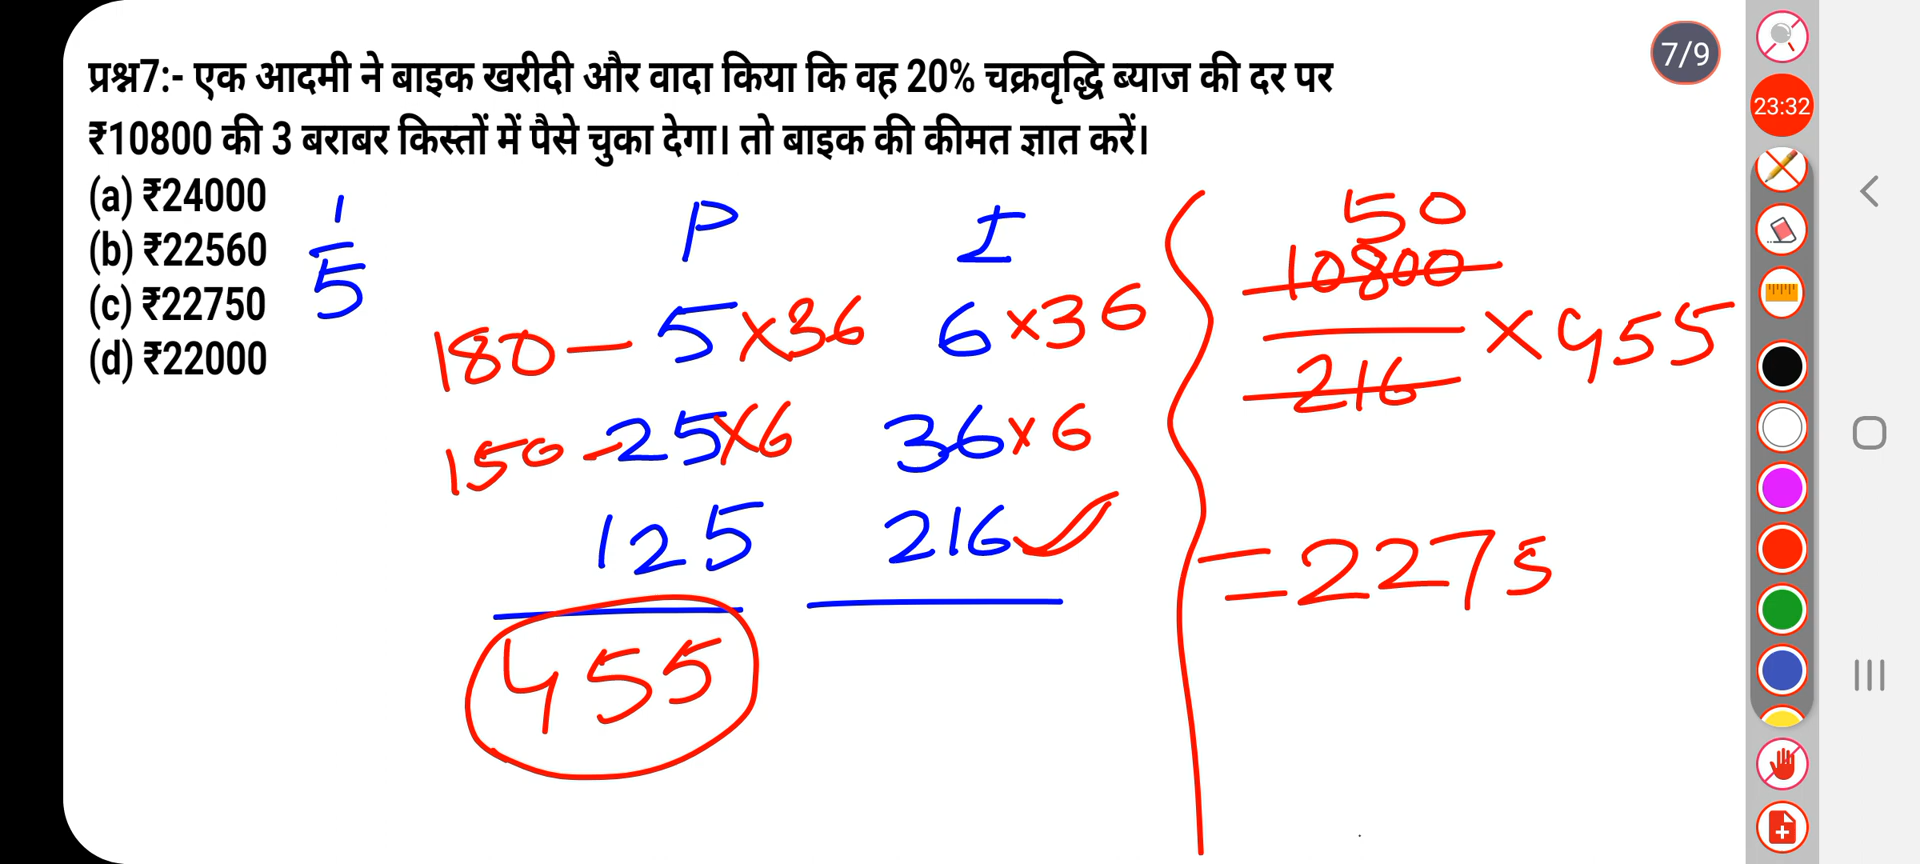 प्रश्न7:- एक आदमी ने बाइक खरीदी और वादा किया कि वह 20% चक्रवृद्धि ब्याज की दर पर
₹10800 की 3 बराबर किस्तों में पैसे चुका देगा। तो बाइक की कीमत ज्ञात करें।
(a) ₹24000
(b) ₹22560
(c) ₹22750
(d) ₹22000
1
5
P I
180 — 5×36 6×36
150 - 25×6 36×6
125 216
455
50
10800
216
×455
=2275
7/9
23:32